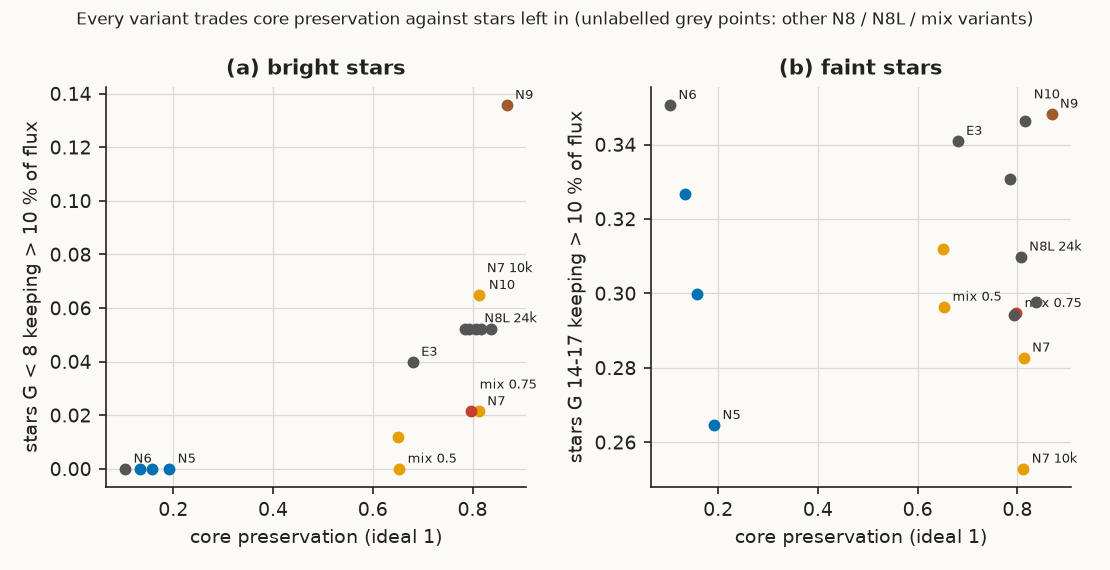 Every variant trades core preservation against stars left in (unlabelled grey points: other N8 / N8L / mix variants)
(a) bright stars
stars G < 8 keeping > 10 % of flux
0.14
0.12
0.10
0.08
0.06
0.04
0.02
0.00
N9
N7 10k
N10
N8L 24k
E3
mix 0.75
N7
N6
N5
mix 0.5
0.2
0.4
0.6
0.8
core preservation (ideal 1)
(b) faint stars
stars G 14-17 keeping > 10 % of flux
0.34
0.32
0.30
0.28
0.26
N6
N10
N9
E3
N8L 24k
mix 0.5
mix 0.75
N7
N5
N7 10k
0.2
0.4
0.6
0.8
core preservation (ideal 1)